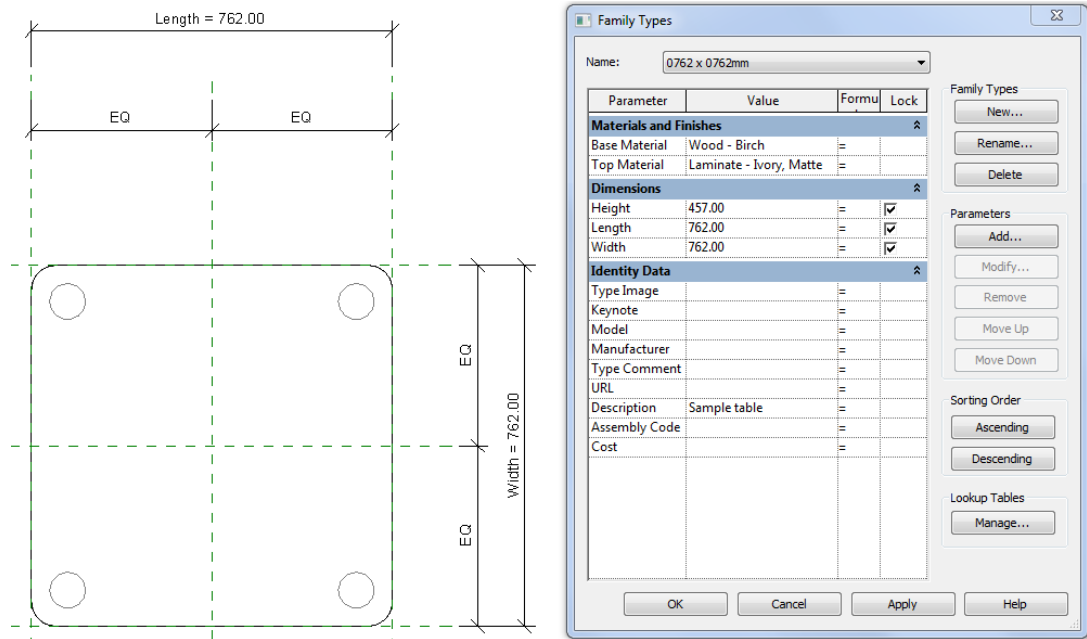 Length = 762.00
EQ
EQ
EQ
Width = 762.00
EQ
Family Types
Name:
0762 x 0762mm
Parameter Value Formu Lock
Materials and Finishes
Base Material Wood - Birch =
Top Material Laminate - Ivory, Matte =
Dimensions
Height 457.00 =
Length 762.00 =
Width 762.00 =
Identity Data
Type Image =
Keynote =
Model =
Manufacturer =
Type Comment =
URL =
Description Sample table =
Assembly Code =
Cost =
Family Types
New...
Rename...
Delete
Parameters
Add...
Modify...
Remove
Move Up
Move Down
Sorting Order
Ascending
Descending
Lookup Tables
Manage...
OK Cancel Apply Help